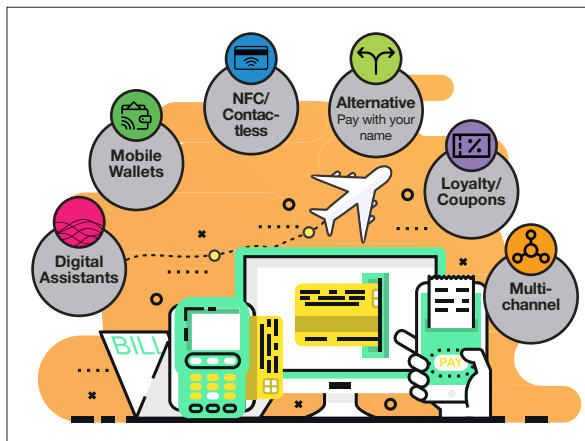 NFC/
Contac-
tless
Alternative
Pay with your
name
Mobile
Wallets
Loyalty/
Coupons
Digital
Assistants
Multi-
channel
BILL
PAY